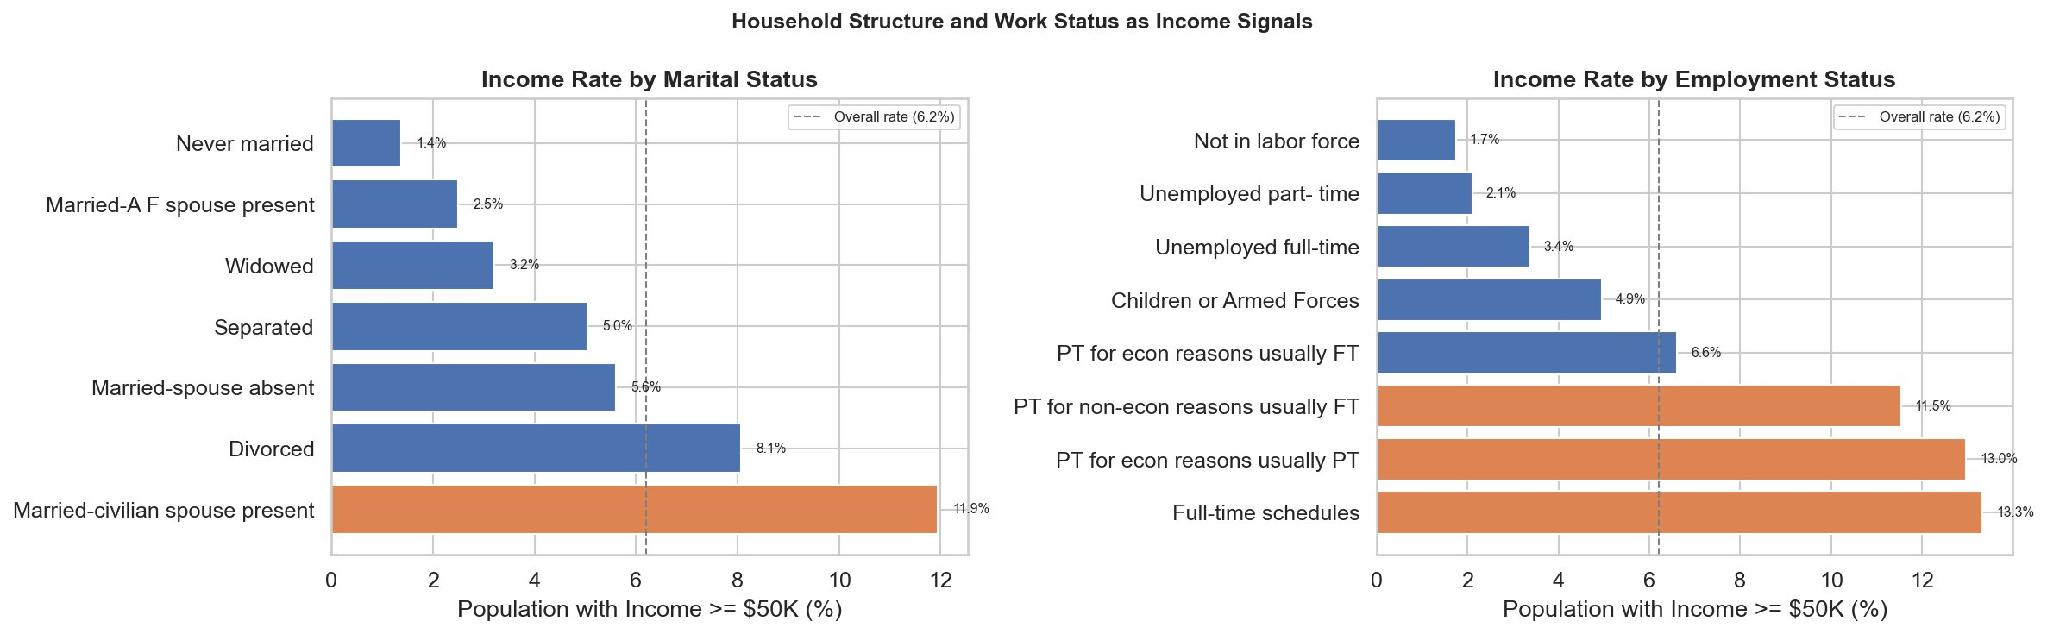 Household Structure and Work Status as Income Signals
Income Rate by Marital Status
Overall rate (6.2%)
Never married
1.4%
Married-A F spouse present
2.5%
Widowed
3.2%
Separated
5.0%
Married-spouse absent
5.6%
Divorced
8.1%
Married-civilian spouse present
11.9%
0 2 4 6 8 10 12
Population with Income >= $50K (%)
Income Rate by Employment Status
Overall rate (6.2%)
Not in labor force
1.7%
Unemployed part- time
2.1%
Unemployed full-time
3.4%
Children or Armed Forces
4.9%
PT for econ reasons usually FT
6.6%
PT for non-econ reasons usually FT
11.5%
PT for econ reasons usually PT
13.0%
Full-time schedules
13.3%
0 2 4 6 8 10 12
Population with Income >= $50K (%)